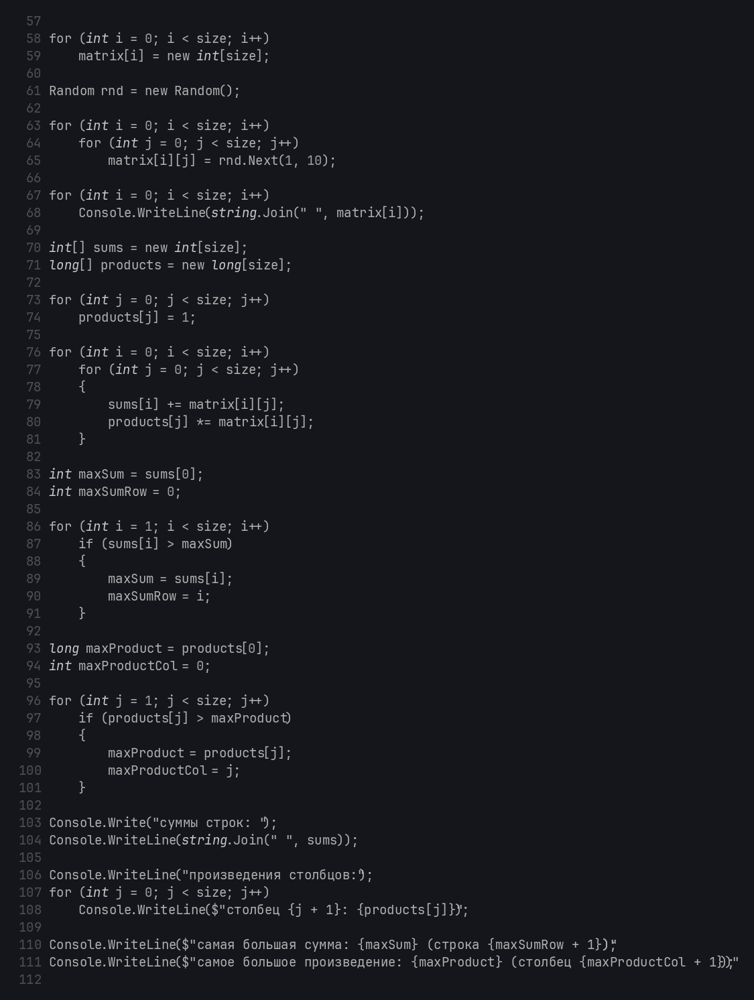 57
58 for (int i = 0; i < size; i++)
59     matrix[i] = new int[size];
60
61 Random rnd = new Random();
62
63 for (int i = 0; i < size; i++)
64     for (int j = 0; j < size; j++)
65         matrix[i][j] = rnd.Next(1, 10);
66
67 for (int i = 0; i < size; i++)
68     Console.WriteLine(string.Join(" ", matrix[i]));
69
70 int[] sums = new int[size];
71 long[] products = new long[size];
72
73 for (int j = 0; j < size; j++)
74     products[j] = 1;
75
76 for (int i = 0; i < size; i++)
77     for (int j = 0; j < size; j++)
78     {
79         sums[i] += matrix[i][j];
80         products[j] *= matrix[i][j];
81     }
82
83 int maxSum = sums[0];
84 int maxSumRow = 0;
85
86 for (int i = 1; i < size; i++)
87     if (sums[i] > maxSum)
88     {
89         maxSum = sums[i];
90         maxSumRow = i;
91     }
92
93 long maxProduct = products[0];
94 int maxProductCol = 0;
95
96 for (int j = 1; j < size; j++)
97     if (products[j] > maxProduct)
98     {
99         maxProduct = products[j];
100         maxProductCol = j;
101     }
102
103 Console.Write("суммы строк: ");
104 Console.WriteLine(string.Join(" ", sums));
105
106 Console.WriteLine("произведения столбцов:");
107 for (int j = 0; j < size; j++)
108     Console.WriteLine($"столбец {j + 1}: {products[j]}");
109
110 Console.WriteLine($"самая большая сумма: {maxSum} (строка {maxSumRow + 1})");
111 Console.WriteLine($"самое большое произведение: {maxProduct} (столбец {maxProductCol + 1})");
112